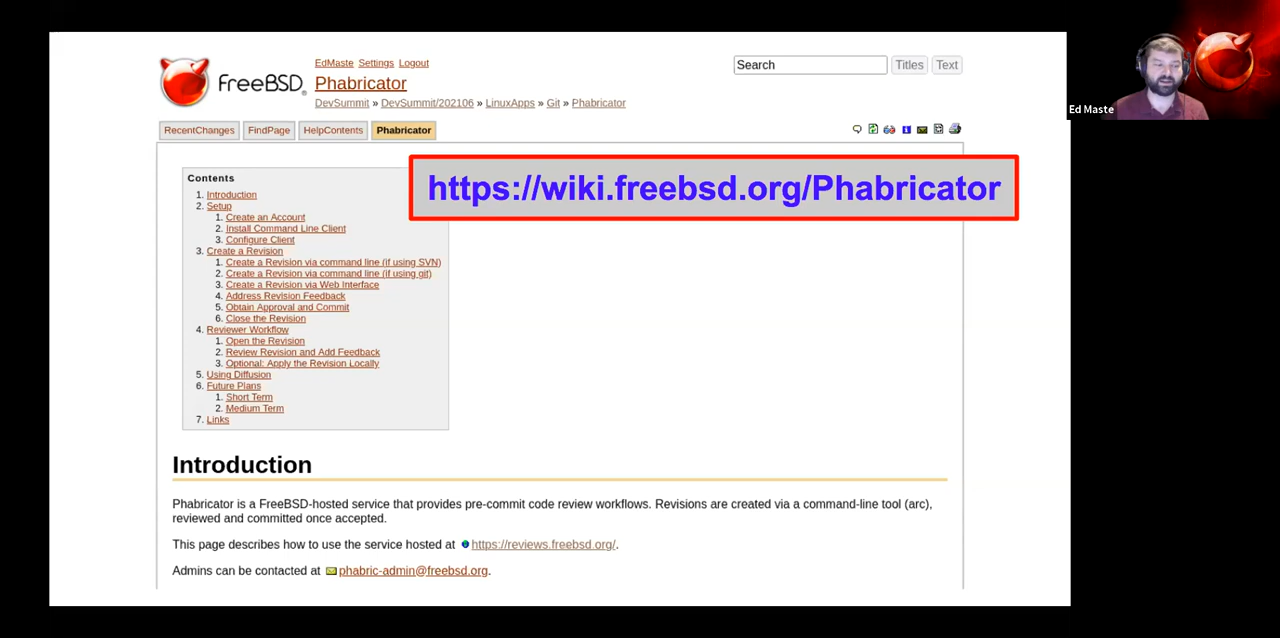 EdMaste Settings Logout
freeBSD®
Phabricator
DevSummit » DevSummit/202106 » LinuxApps » Git » Phabricator
Search Titles Text
Ed Maste
RecentChanges FindPage HelpContents Phabricator
https://wiki.freebsd.org/Phabricator
Contents
1. Introduction
2. Setup
1. Create an Account
2. Install Command Line Client
3. Configure Client
3. Create a Revision
1. Create a Revision via command line (if using SVN)
2. Create a Revision via command line (if using git)
3. Create a Revision via Web Interface
4. Address Revision Feedback
5. Obtain Approval and Commit
6. Close the Revision
4. Reviewer Workflow
1. Open the Revision
2. Review Revision and Add Feedback
3. Optional: Apply the Revision Locally
5. Using Diffusion
6. Future Plans
1. Short Term
2. Medium Term
7. Links
Introduction
Phabricator is a FreeBSD-hosted service that provides pre-commit code review workflows. Revisions are created via a command-line tool (arc),
reviewed and committed once accepted.
This page describes how to use the service hosted at https://reviews.freebsd.org/.
Admins can be contacted at phabric-admin@freebsd.org.